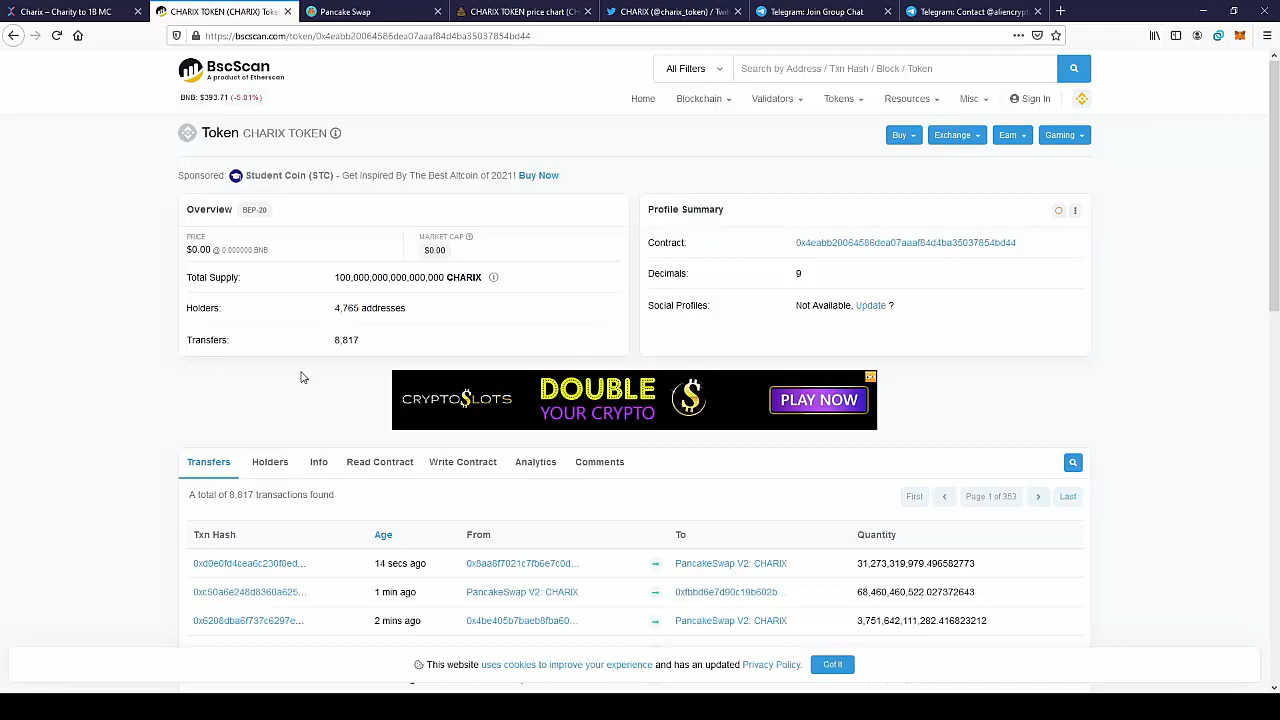 Charix – Charity to 1B MC
CHARIX TOKEN (CHARIX) Toke
Pancake Swap
CHARIX TOKEN price chart (CH
CHARIX (@charix_token) / Twit
Telegram: Join Group Chat
Telegram: Contact @aliencrypt
https://bscscan.com/token/0x4eabb20064586dea07aaaf84d4ba35037854bd44
BscScan
A product of Etherscan
All Filters
Search by Address / Txn Hash / Block / Token
BNB: $393.71 (-5.01%)
Home
Blockchain
Validators
Tokens
Resources
Misc
Sign In
Token CHARIX TOKEN
Buy
Exchange
Earn
Gaming
Sponsored: Student Coin (STC) - Get Inspired By The Best Altcoin of 2021! Buy Now
Overview BEP-20
PRICE
$0.00 @ 0.000000 BNB
MARKET CAP
$0.00
Total Supply: 100,000,000,000,000,000 CHARIX
Holders: 4,765 addresses
Transfers: 8,817
Profile Summary
Contract: 0x4eabb20064586dea07aaaf84d4ba35037854bd44
Decimals: 9
Social Profiles: Not Available, Update ?
CRYPTO$LOTS
DOUBLE
YOUR CRYPTO
PLAY NOW
Transfers
Holders
Info
Read Contract
Write Contract
Analytics
Comments
A total of 8,817 transactions found
First
Page 1 of 353
Last
Txn Hash Age From To Quantity
0xd0e0fd4cea6c230f8ed... 14 secs ago 0x8aa8f7021c7fb6e7c0d... PancakeSwap V2: CHARIX 31,273,319,979.496582773
0xc50a6e248d8360a625... 1 min ago PancakeSwap V2: CHARIX 0xfbbd6e7d90c19b602b... 68,460,460,522.027372643
0x6208dba6f737c6297e... 2 mins ago 0x4be405b7baeb8fba60... PancakeSwap V2: CHARIX 3,751,642,111,282.416823212
This website uses cookies to improve your experience and has an updated Privacy Policy.
Got It